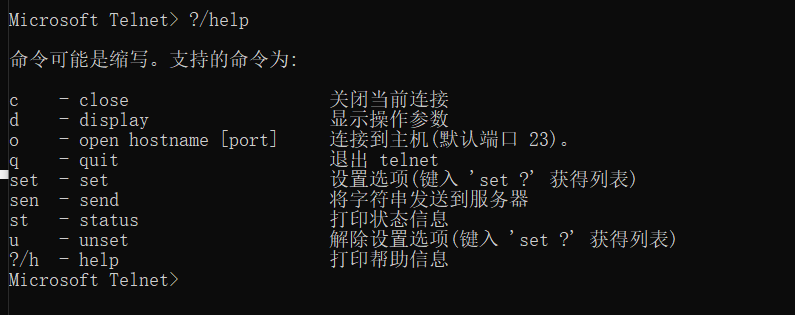 Microsoft Telnet> ?/help
命令可能是缩写。支持的命令为:
c    - close                    关闭当前连接
d    - display                  显示操作参数
o    - open hostname [port]     连接到主机(默认端口 23)。
q    - quit                     退出 telnet
set  - set                      设置选项(键入 'set ?' 获得列表)
sen  - send                     将字符串发送到服务器
st   - status                   打印状态信息
u    - unset                    解除设置选项(键入 'set ?' 获得列表)
?/h  - help                     打印帮助信息
Microsoft Telnet>